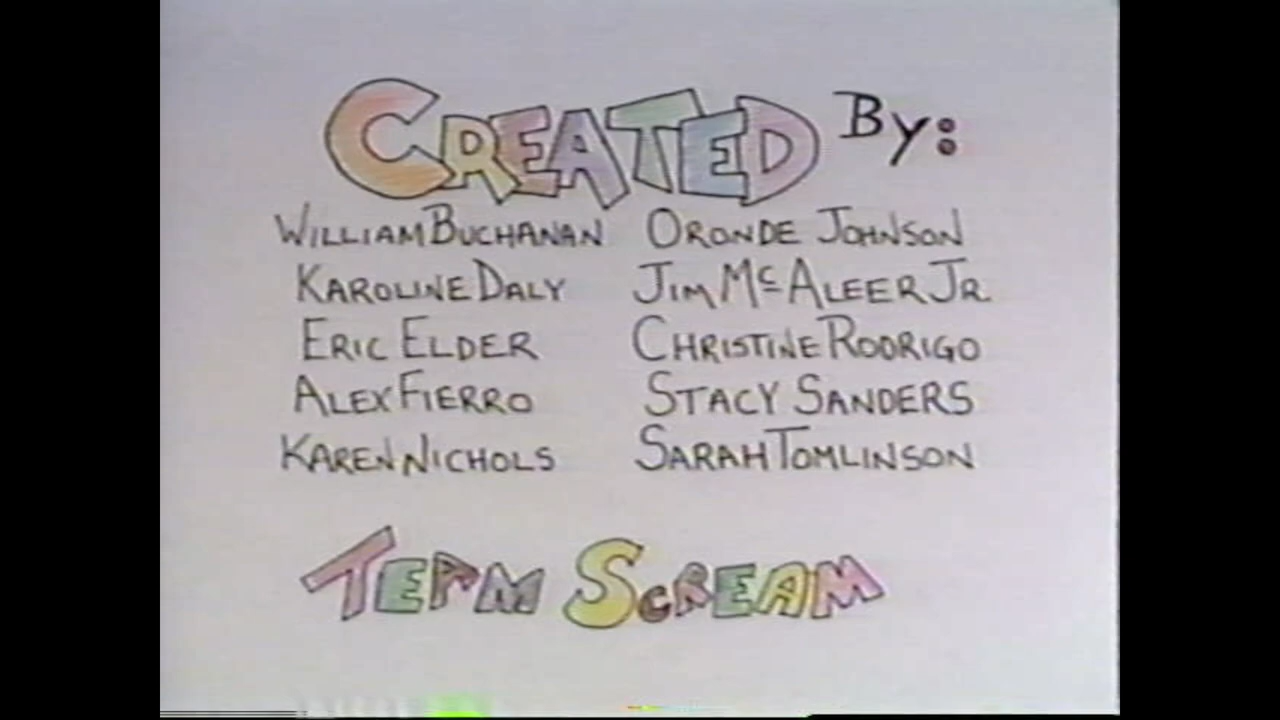 CREATED BY:
WILLIAM BUCHANAN ORONDE JOHNSON
KAROLINE DALY JIM MCALEER JR.
ERIC ELDER CHRISTINE RODRIGO
ALEX FIERRO STACY SANDERS
KAREN NICHOLS SARAH TOMLINSON
TEAM SCREAM